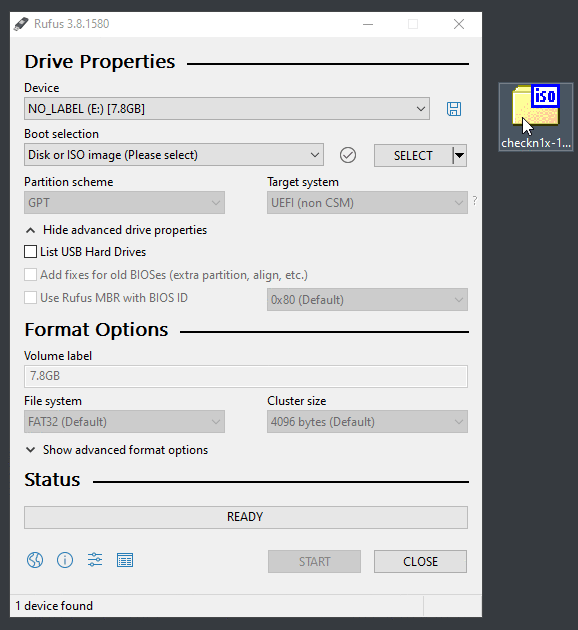 Rufus 3.8.1580
Drive Properties
Device
NO_LABEL (E:) [7.8GB]
Boot selection
Disk or ISO image (Please select)
SELECT
Partition scheme
Target system
GPT
UEFI (non CSM)
?
Hide advanced drive properties
List USB Hard Drives
Add fixes for old BIOSes (extra partition, align, etc.)
Use Rufus MBR with BIOS ID
0x80 (Default)
Format Options
Volume label
7.8GB
File system
Cluster size
FAT32 (Default)
4096 bytes (Default)
Show advanced format options
Status
READY
START
CLOSE
1 device found
iso
checkn1x-1...